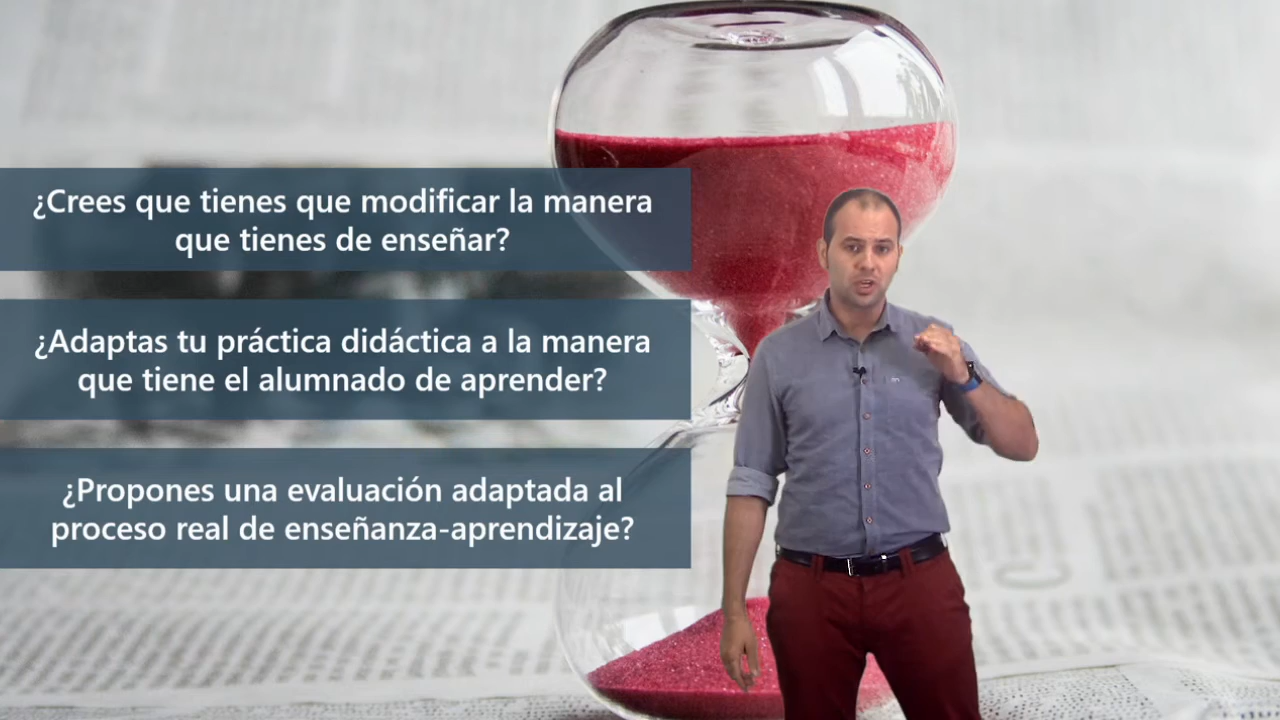 ¿Crees que tienes que modificar la manera
que tienes de enseñar?
¿Adaptas tu práctica didáctica a la manera
que tiene el alumnado de aprender?
¿Propones una evaluación adaptada al
proceso real de enseñanza-aprendizaje?